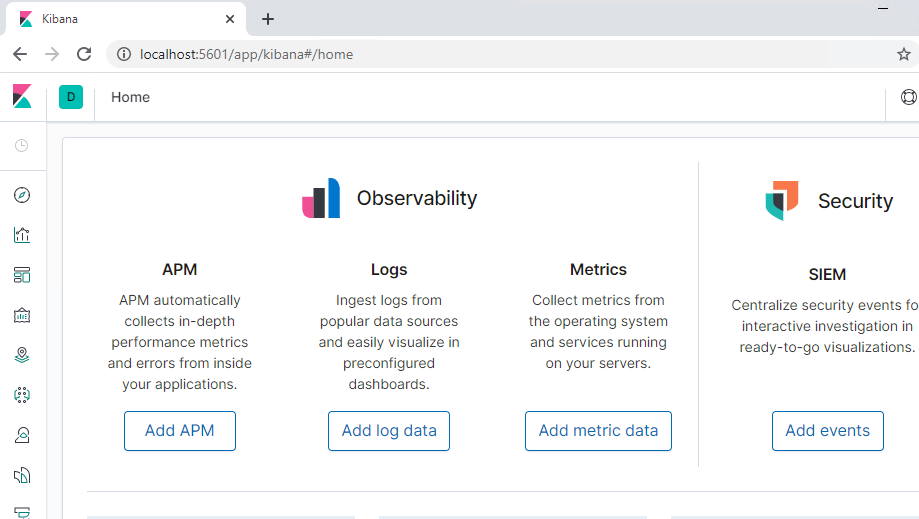 Kibana
localhost:5601/app/kibana#/home
D
Home
Observability
APM
APM automatically
collects in-depth
performance metrics
and errors from inside
your applications.
Add APM
Logs
Ingest logs from
popular data sources
and easily visualize in
preconfigured
dashboards.
Add log data
Metrics
Collect metrics from
the operating system
and services running
on your servers.
Add metric data
Security
SIEM
Centralize security events fo
interactive investigation in
ready-to-go visualizations.
Add events